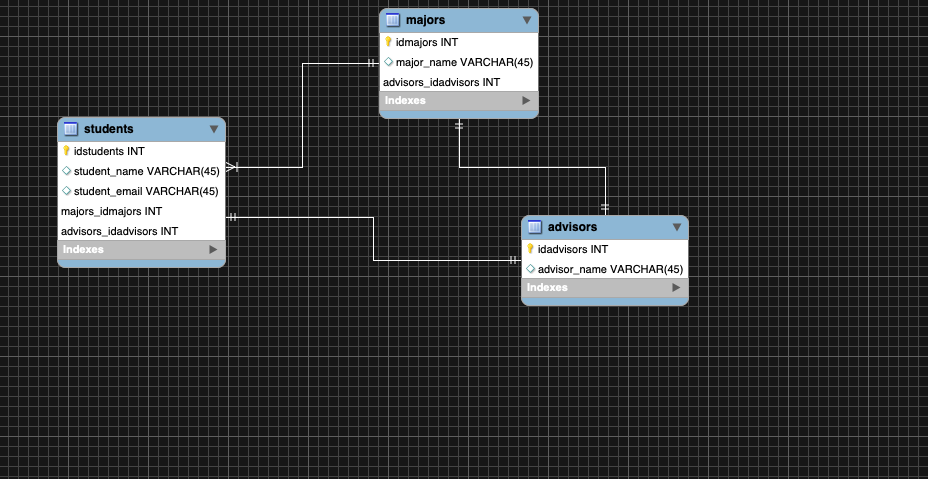 majors
idmajors INT
major_name VARCHAR(45)
advisors_idadvisors INT
Indexes
students
idstudents INT
student_name VARCHAR(45)
student_email VARCHAR(45)
majors_idmajors INT
advisors_idadvisors INT
Indexes
advisors
idadvisors INT
advisor_name VARCHAR(45)
Indexes